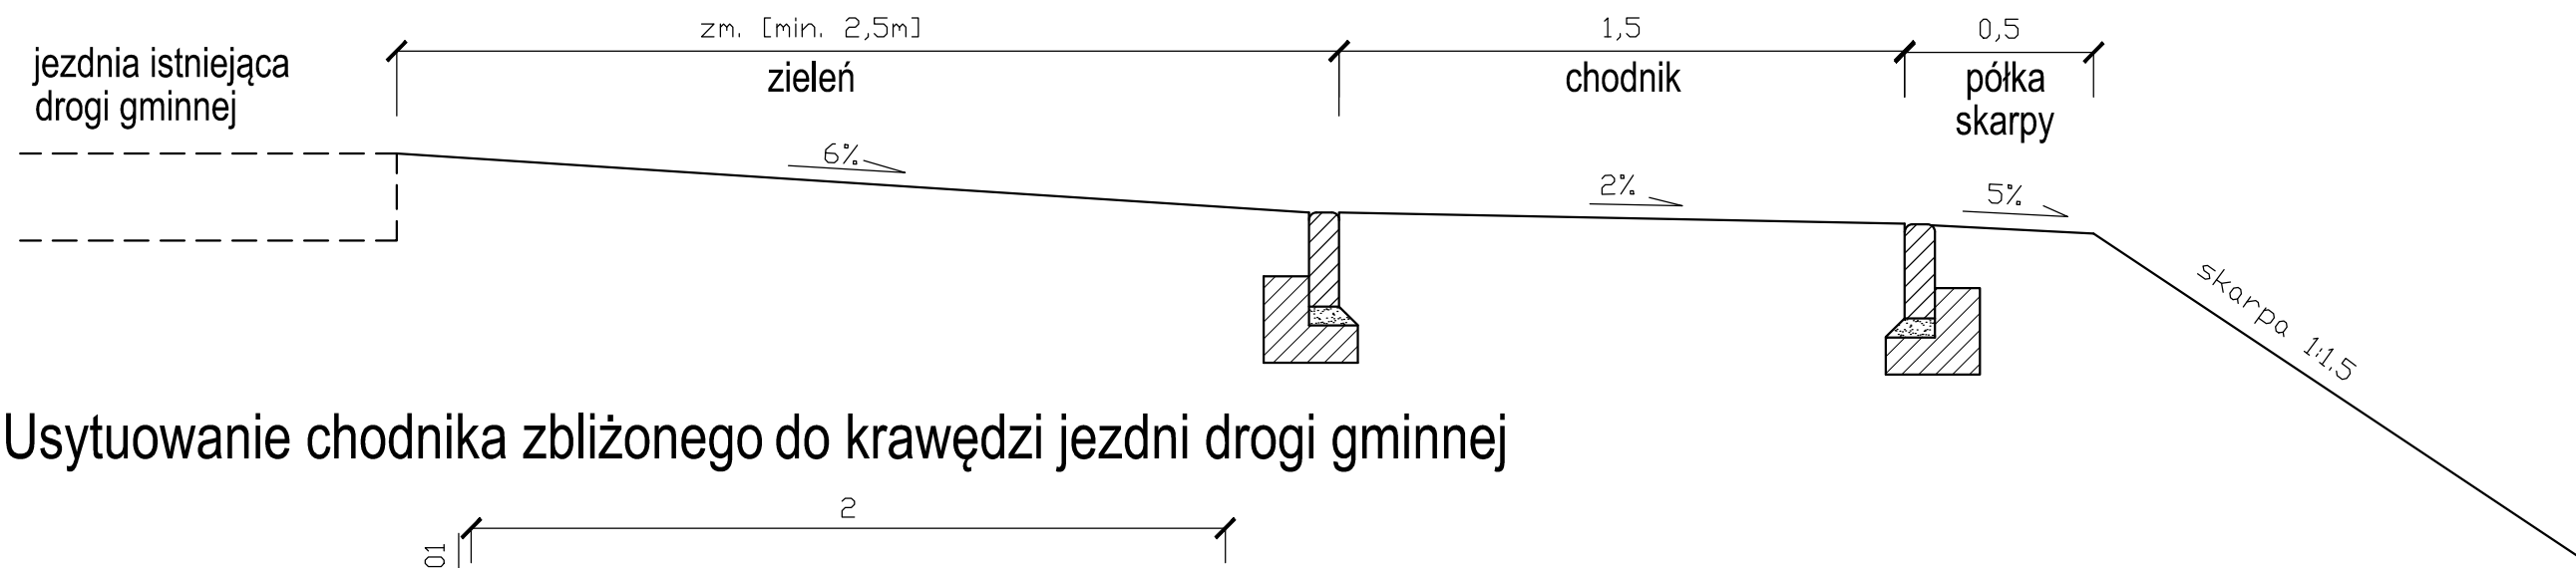 zm. [min. 2,5m]
1,5
0,5
jezdnia istniejąca
drogi gminnej
zieleń
chodnik
półka
skarpy
6%
2%
5%
skarpa 1:1.5
Usytuowanie chodnika zbliżonego do krawędzi jezdni drogi gminnej
2
01